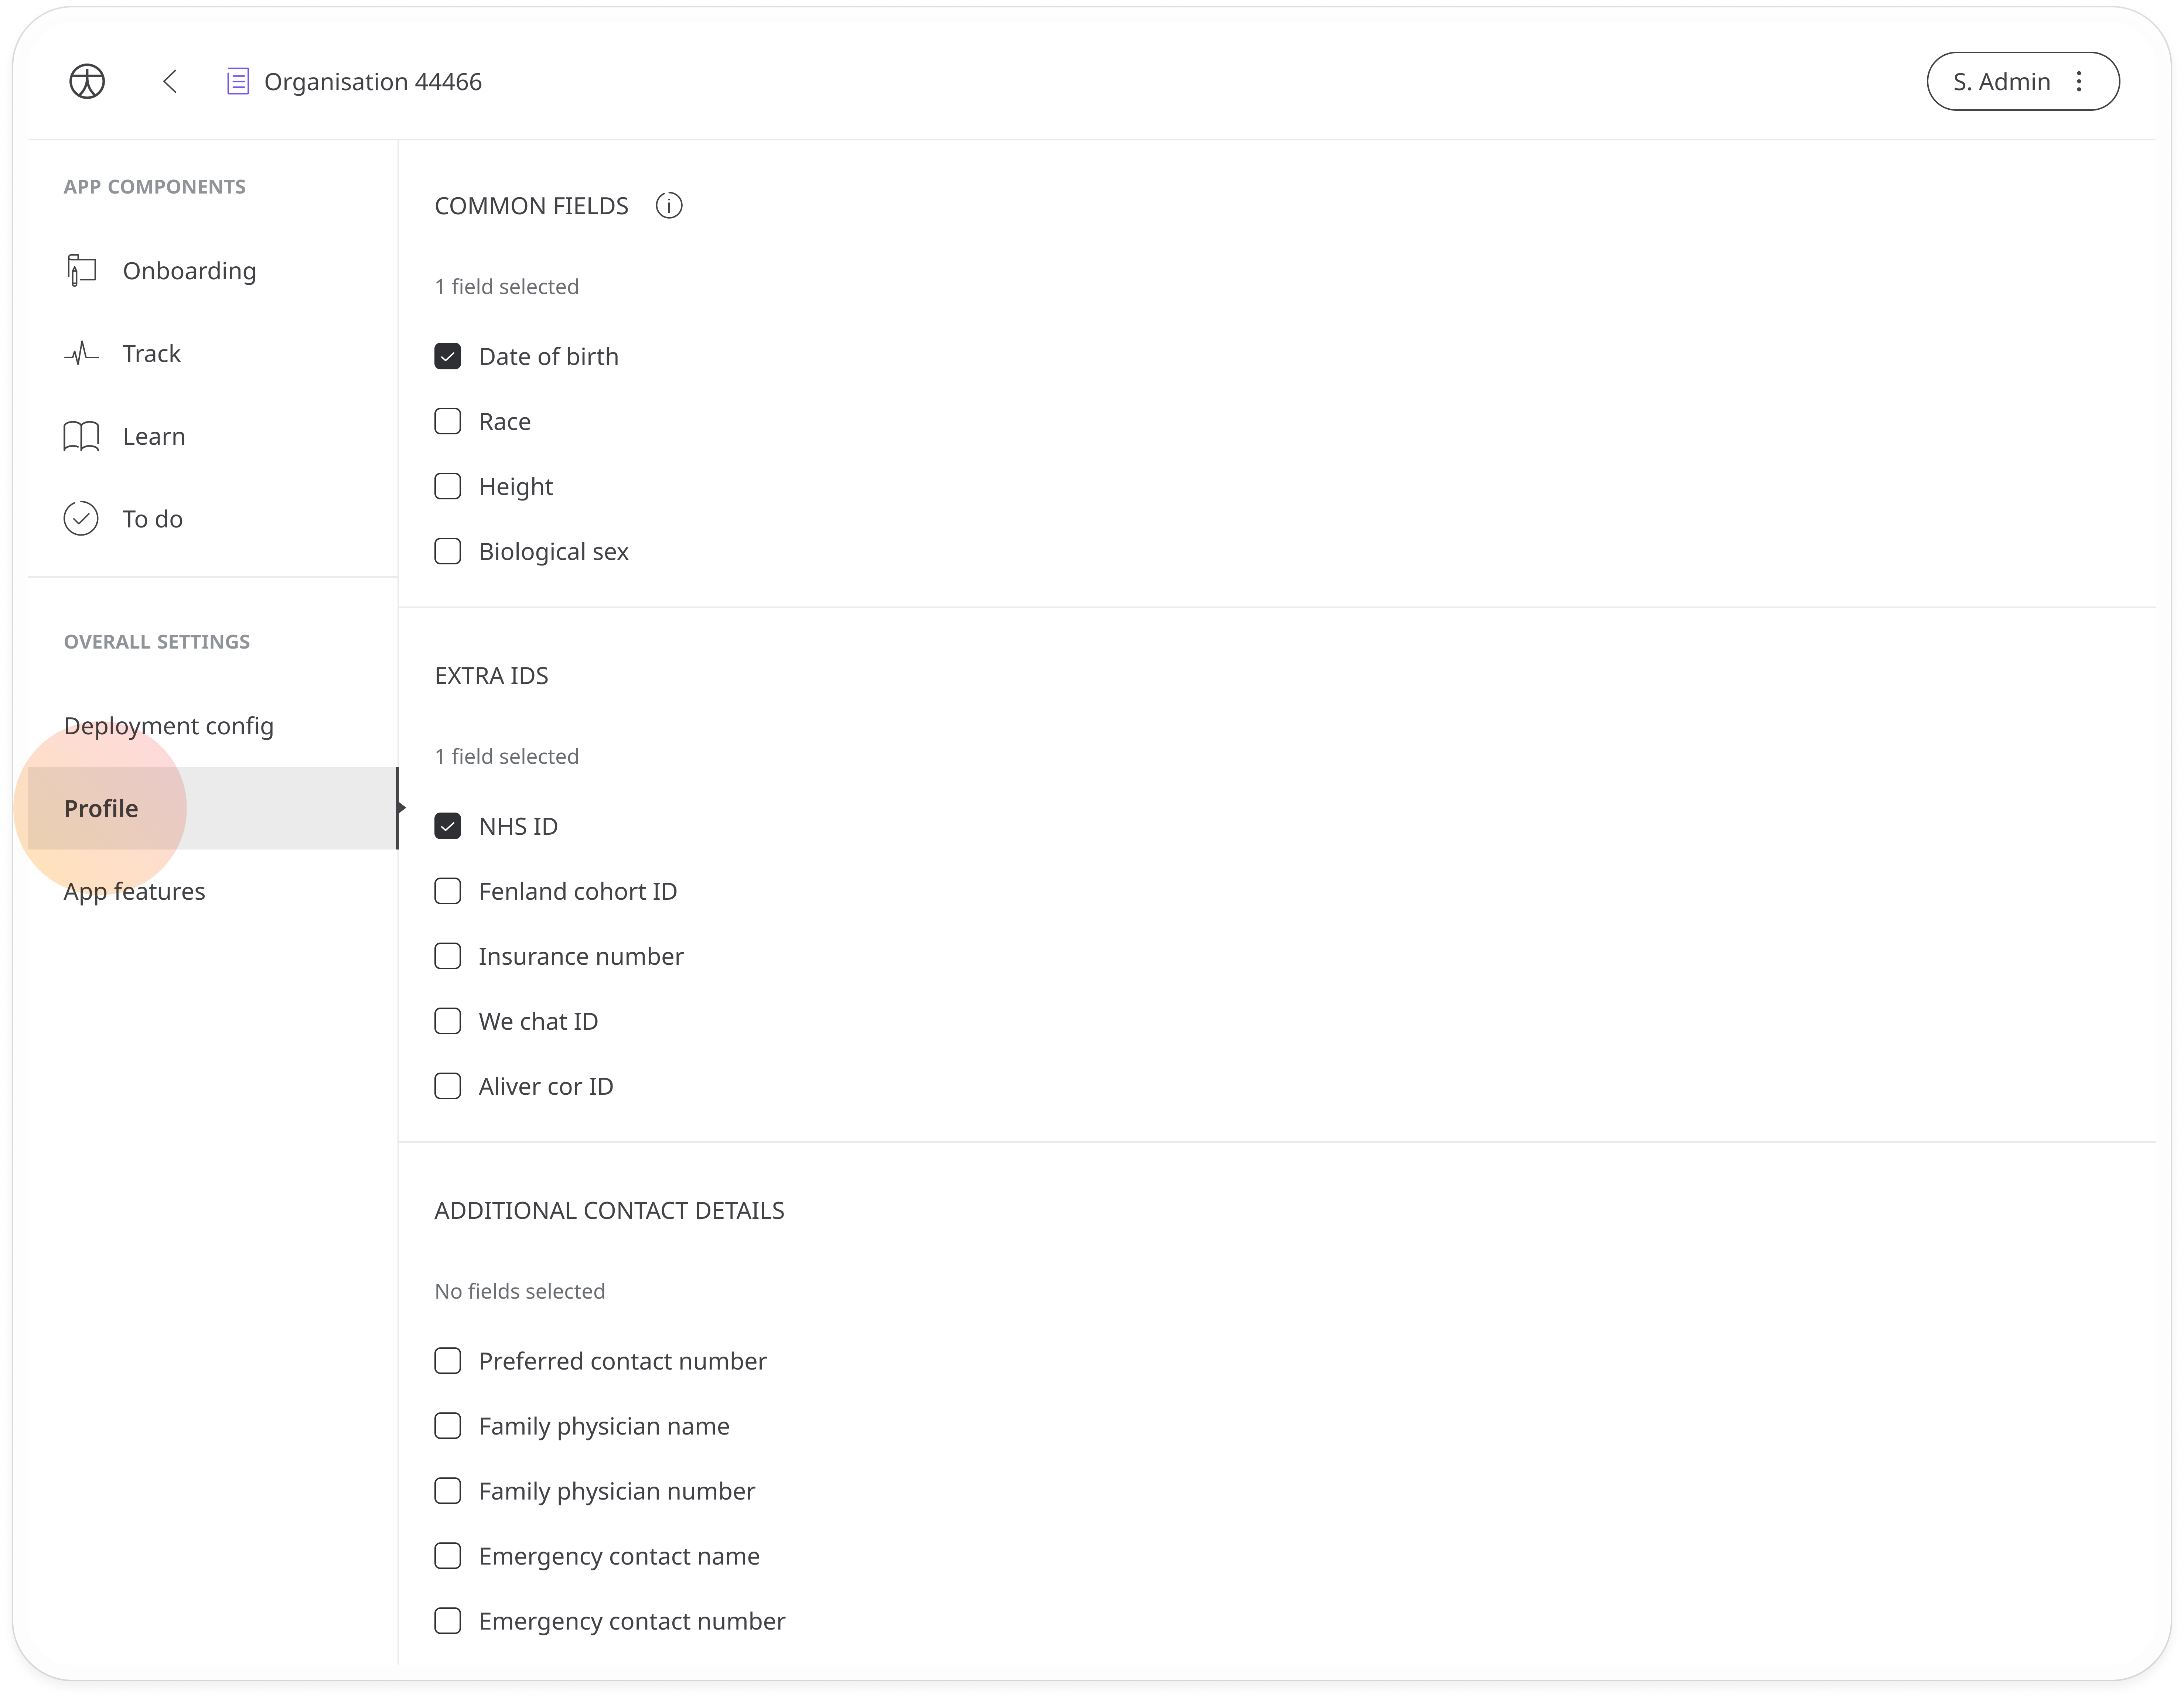 Organisation 44466
S. Admin
APP COMPONENTS
Onboarding
Track
Learn
To do
OVERALL SETTINGS
Deployment config
Profile
App features
COMMON FIELDS
1 field selected
Date of birth
Race
Height
Biological sex
EXTRA IDS
1 field selected
NHS ID
Fenland cohort ID
Insurance number
We chat ID
Aliver cor ID
ADDITIONAL CONTACT DETAILS
No fields selected
Preferred contact number
Family physician name
Family physician number
Emergency contact name
Emergency contact number